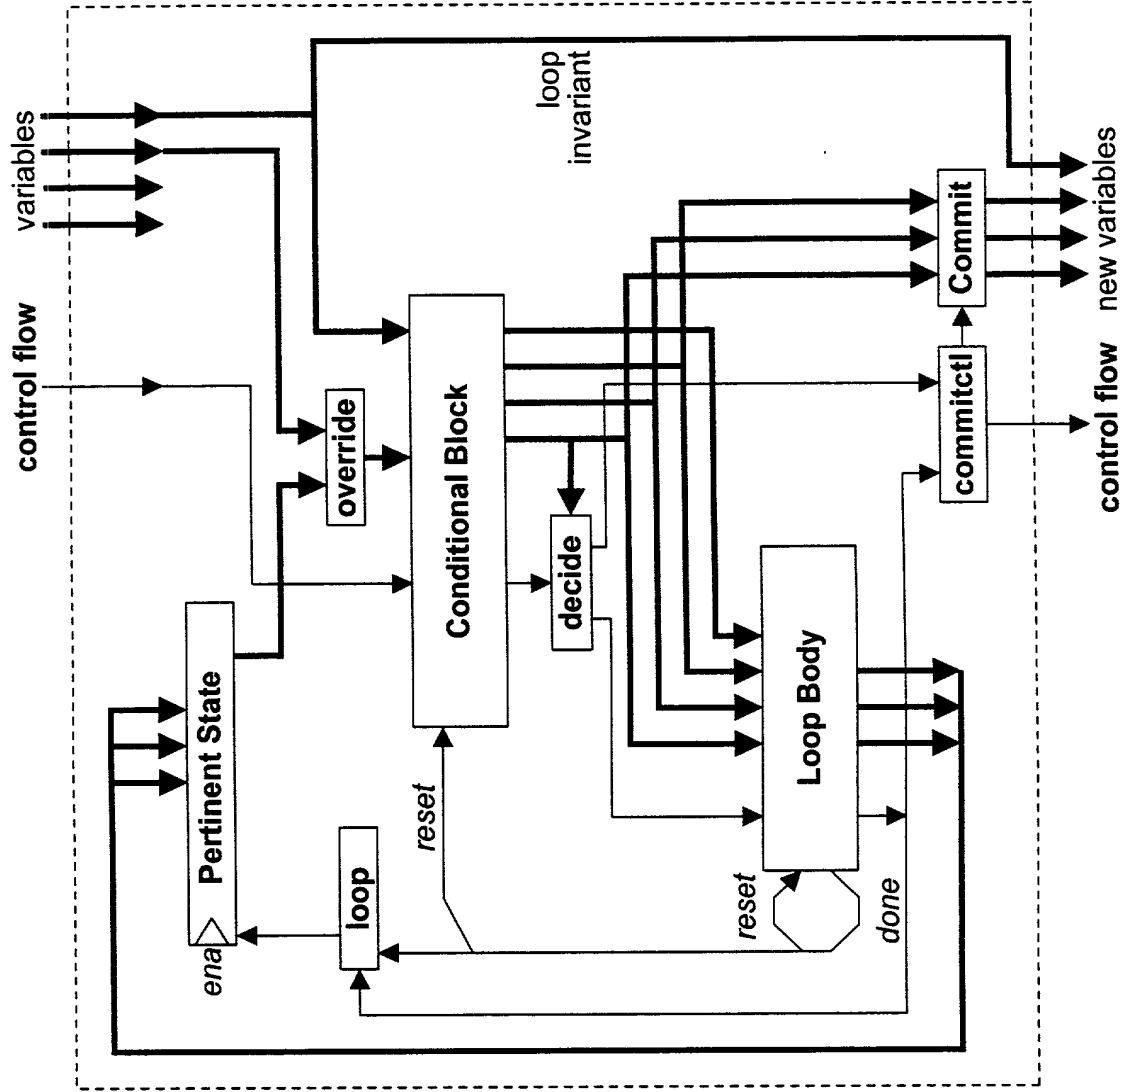 variables
control flow
loop
invariant
override
Conditional Block
Pertinent State
ena
loop
reset
decide
Loop Body
reset
done
Commit
commitctl
new variables
control flow